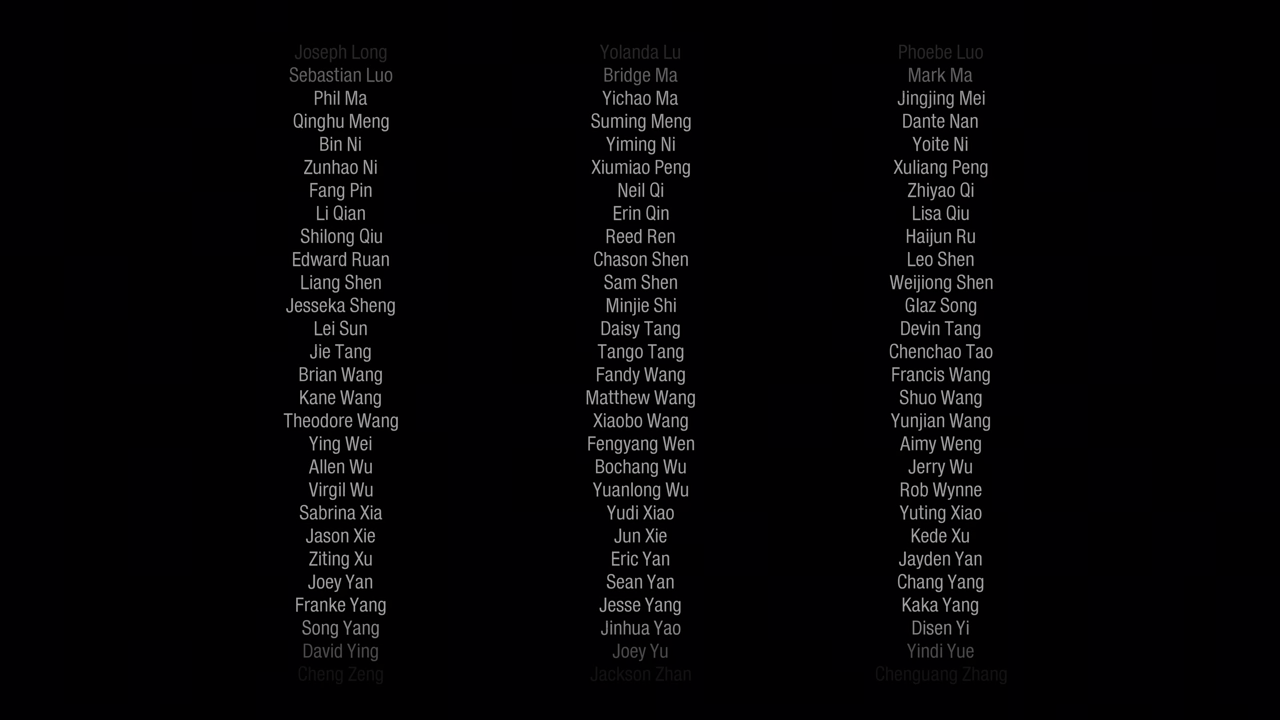 Joseph Long Yolanda Lu Phoebe Luo
Sebastian Luo Bridge Ma Mark Ma
Phil Ma Yichao Ma Jingjing Mei
Qinghu Meng Suming Meng Dante Nan
Bin Ni Yiming Ni Yoite Ni
Zunhao Ni Xiumiao Peng Xuliang Peng
Fang Pin Neil Qi Zhiyao Qi
Li Qian Erin Qin Lisa Qiu
Shilong Qiu Reed Ren Haijun Ru
Edward Ruan Chason Shen Leo Shen
Liang Shen Sam Shen Weijiong Shen
Jesseka Sheng Minjie Shi Glaz Song
Lei Sun Daisy Tang Devin Tang
Jie Tang Tango Tang Chenchao Tao
Brian Wang Fandy Wang Francis Wang
Kane Wang Matthew Wang Shuo Wang
Theodore Wang Xiaobo Wang Yunjian Wang
Ying Wei Fengyang Wen Aimy Weng
Allen Wu Bochang Wu Jerry Wu
Virgil Wu Yuanlong Wu Rob Wynne
Sabrina Xia Yudi Xiao Yuting Xiao
Jason Xie Jun Xie Kede Xu
Ziting Xu Eric Yan Jayden Yan
Joey Yan Sean Yan Chang Yang
Franke Yang Jesse Yang Kaka Yang
Song Yang Jinhua Yao Disen Yi
David Ying Joey Yu Yindi Yue
Cheng Zeng Jackson Zhan Chenguang Zhang